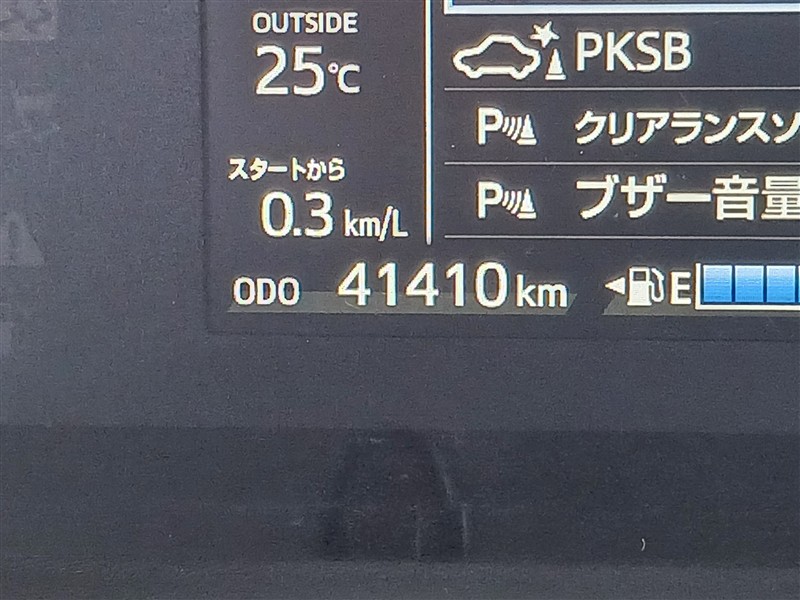 OUTSIDE
25℃
スタートから
0.3 km/L
ODO 41410 km
PKSB
P クリアランスソ
P ブザー音量
E